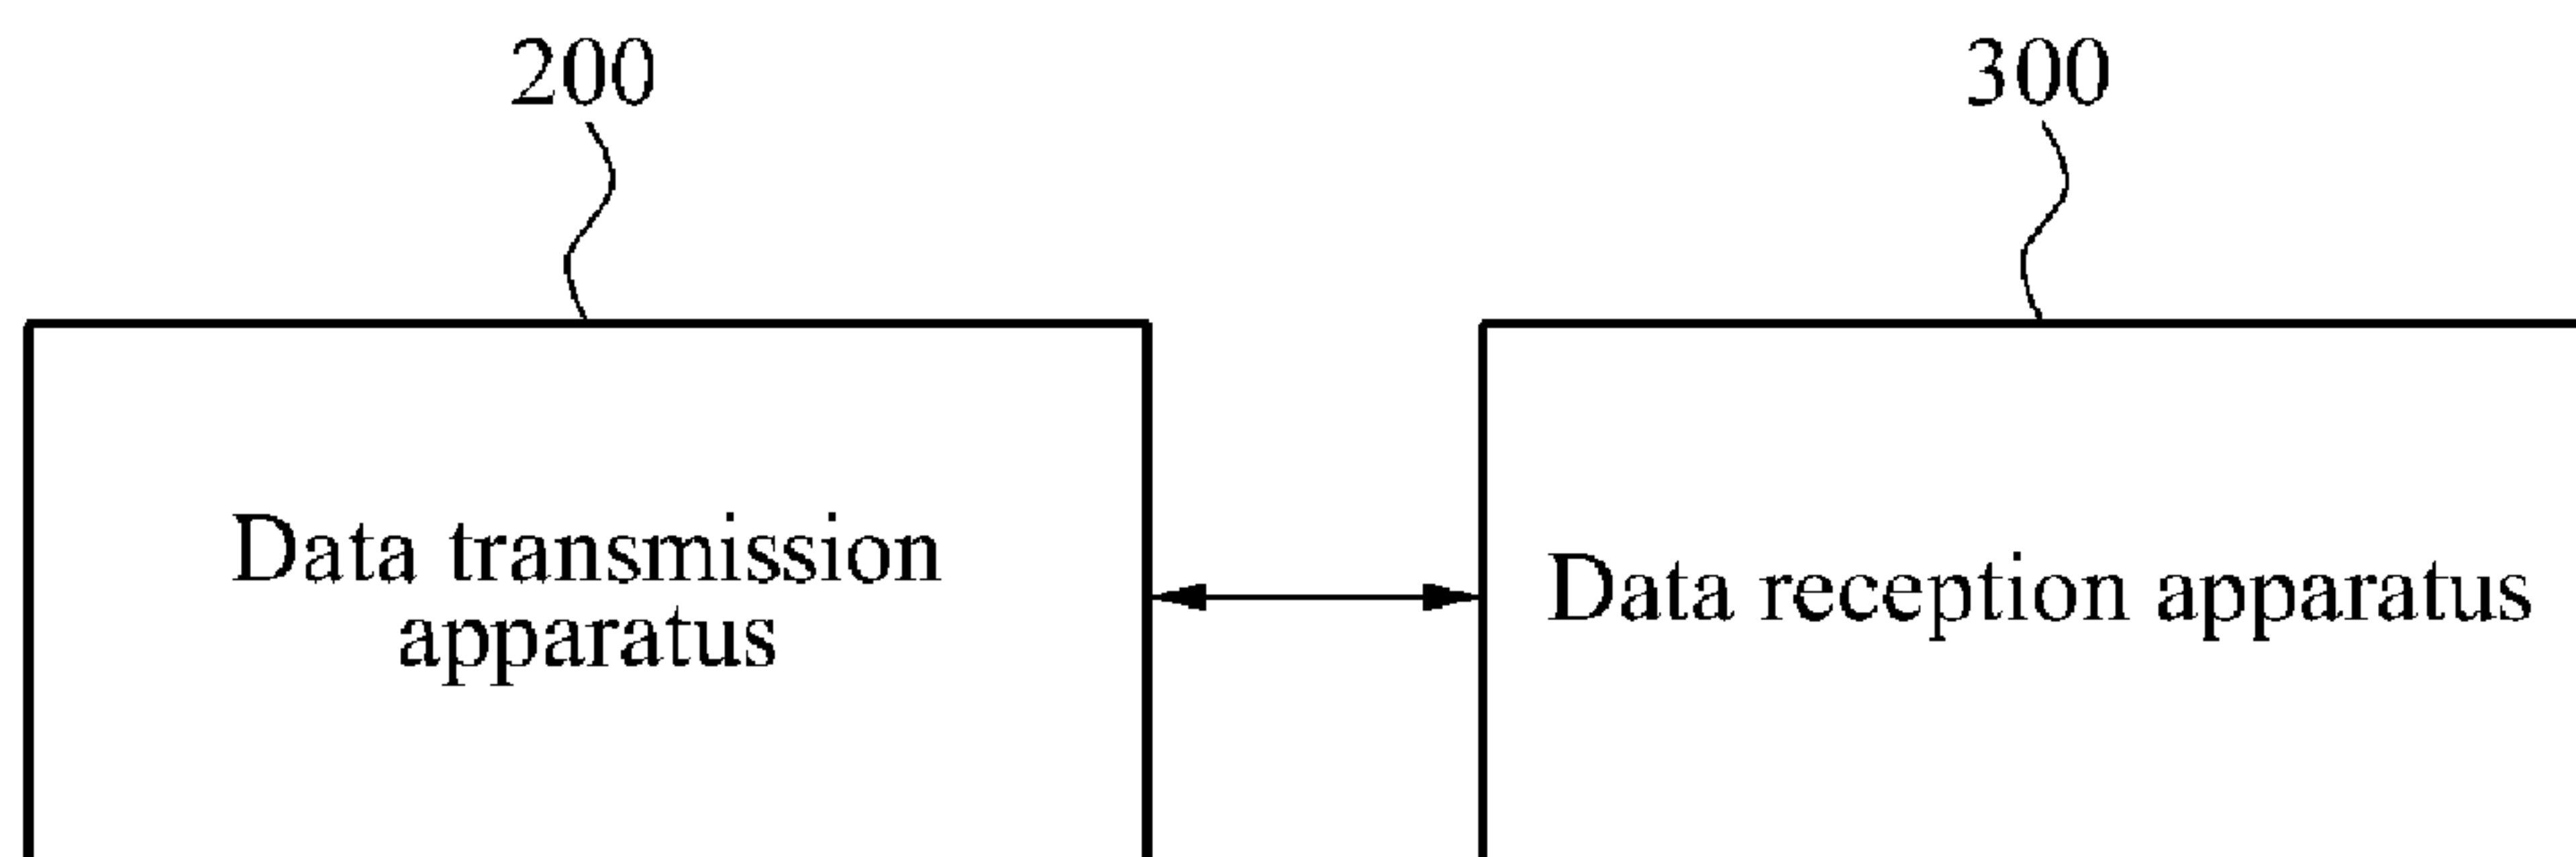 200
300
Data transmission
apparatus
Data reception apparatus